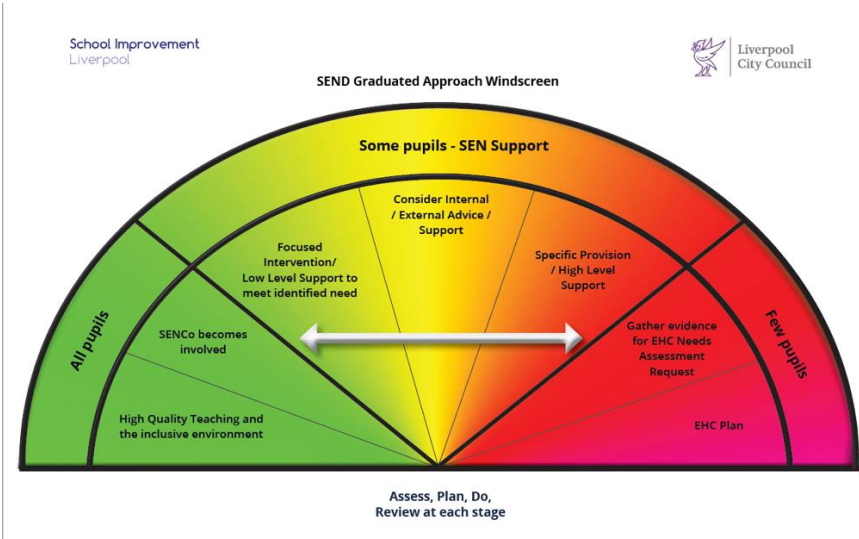 School Improvement
Liverpool
Liverpool
City Council
SEND Graduated Approach Windscreen
Some pupils - SEN Support
Consider Internal
/ External Advice /
Support
Focused
Intervention/
Low Level Support to
meet identified need
Specific Provision
/ High Level
Support
All pupils
SENCo becomes
involved
Gather evidence
for EHC Needs
Assessment
Request
Few pupils
High Quality Teaching and
the inclusive environment
EHC Plan
Assess, Plan, Do,
Review at each stage